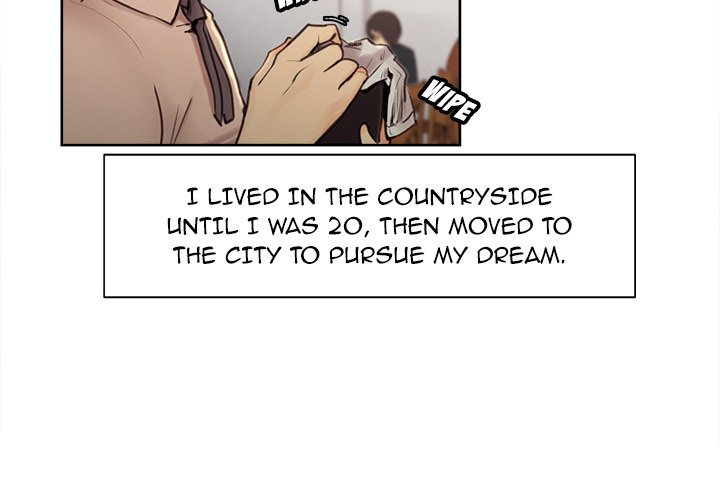 WIPE
I LIVED IN THE COUNTRYSIDE
UNTIL I WAS 20, THEN MOVED TO
THE CITY TO PURSUE MY DREAM.